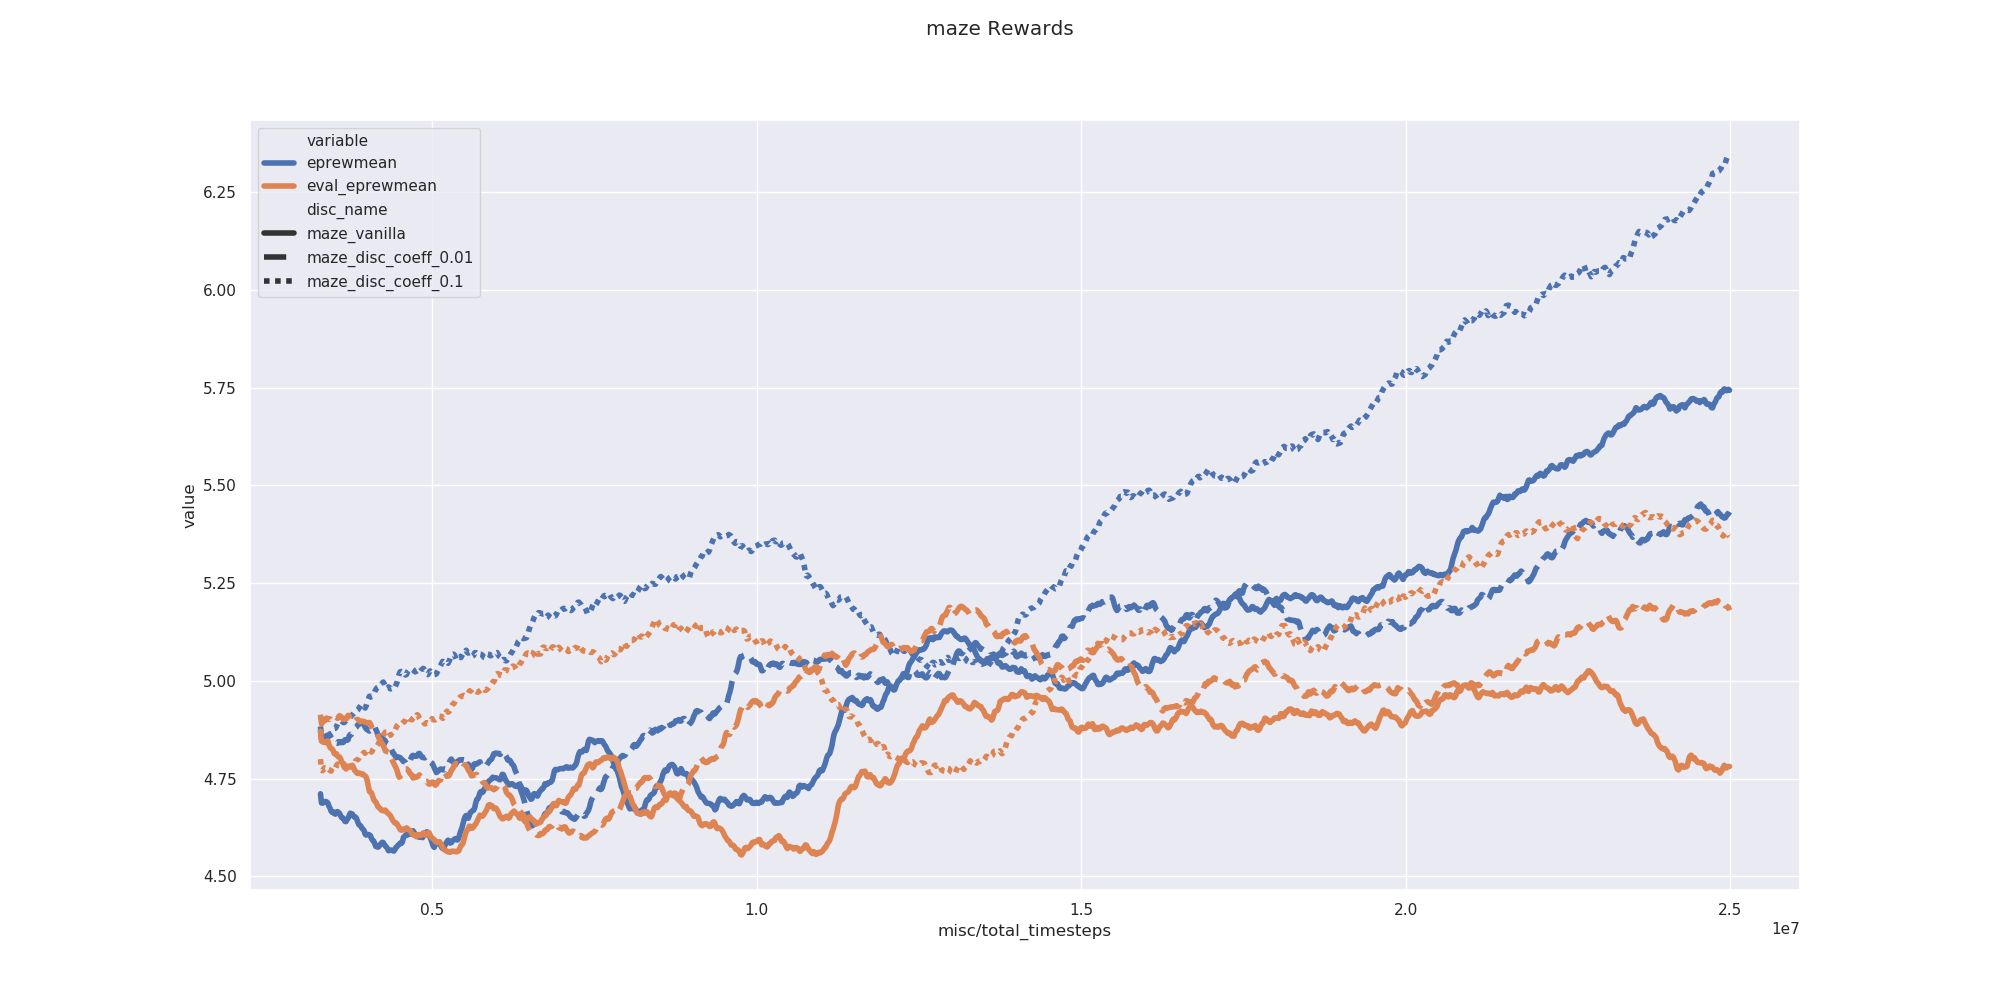 maze Rewards
variable
eprewmean
eval_eprewmean
disc_name
maze_vanilla
maze_disc_coeff_0.01
maze_disc_coeff_0.1
6.25
6.00
5.75
5.50
5.25
5.00
4.75
4.50
value
0.5
1.0
1.5
2.0
2.5
1e7
misc/total_timesteps